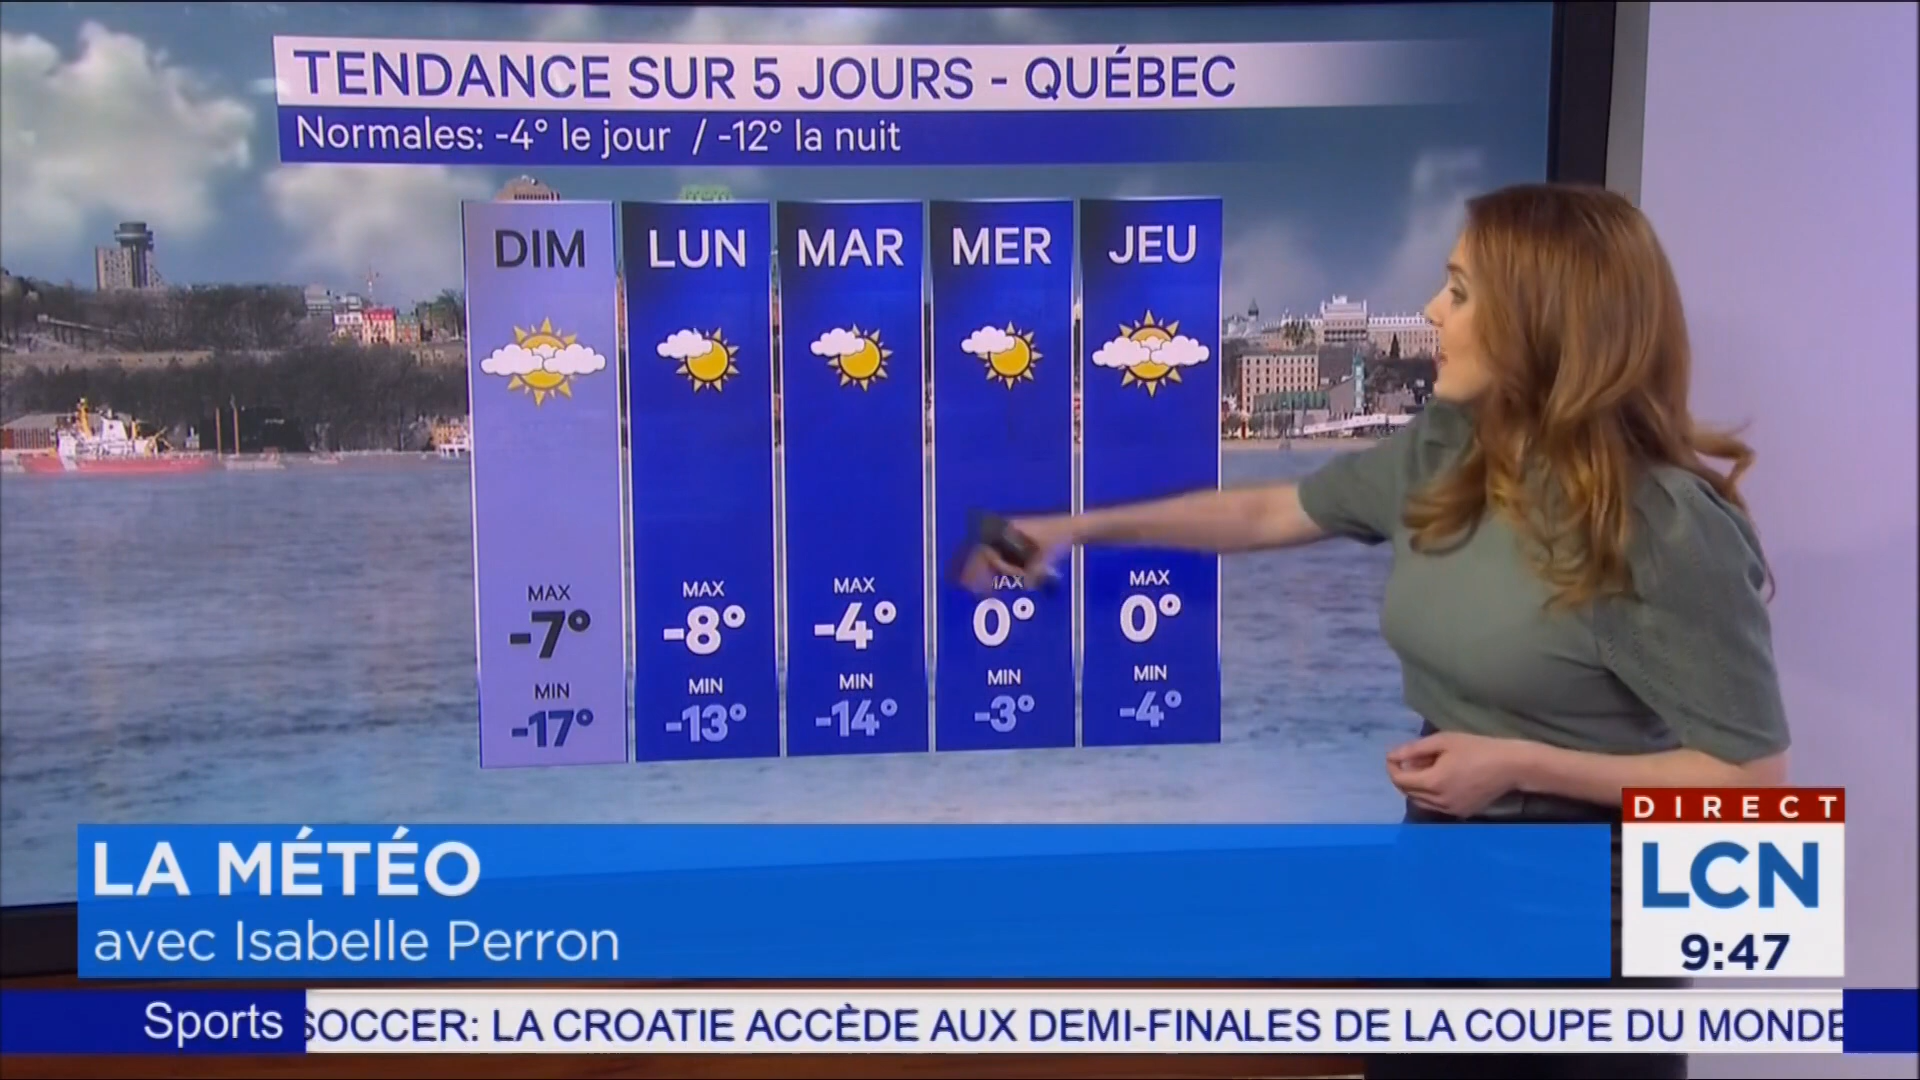 TENDANCE SUR 5 JOURS - QUÉBEC
Normales: -4° le jour / -12° la nuit
DIM LUN MAR MER JEU
MAX MAX MAX MAX
-7° -8° -4° 0° 0°
MIN MIN MIN MIN MIN
-17° -13° -14° -3° -4°
LA MÉTÉO
avec Isabelle Perron
DIRECT
LCN
9:47
Sports SOCCER: LA CROATIE ACCÈDE AUX DEMI-FINALES DE LA COUPE DU MONDE